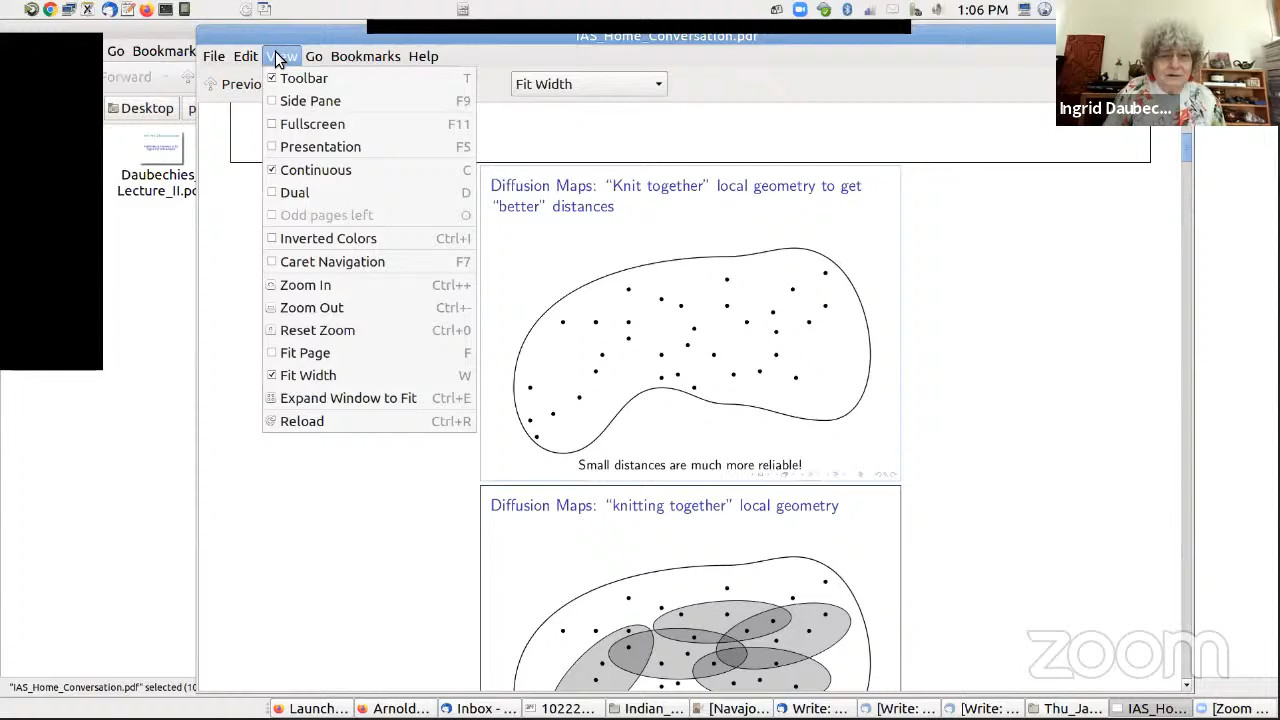 1:06 PM
IAS_Home_Conversation.pdf
Go Bookmark
File Edit View Go Bookmarks Help
Forward
Previo
Fit Width
Desktop
Toolbar T
Side Pane F9
Fullscreen F11
Presentation F5
Continuous C
Dual D
Odd pages left O
Inverted Colors Ctrl+I
Caret Navigation F7
Zoom In Ctrl++
Zoom Out Ctrl+-
Reset Zoom Ctrl+0
Fit Page F
Fit Width W
Expand Window to Fit Ctrl+E
Reload Ctrl+R
Daubechies_
Lecture_II.pd
Ingrid Daubec...
Diffusion Maps: “Knit together” local geometry to get
“better” distances
Small distances are much more reliable!
Diffusion Maps: “knitting together” local geometry
zoom
"IAS_Home_Conversation.pdf" selected (10
Launch... Arnold... Inbox - ... 10222... Indian_... [Navajo... Write: ... [Write: ... [Write: ... Thu_Ja... IAS_Ho... [Zoom ...